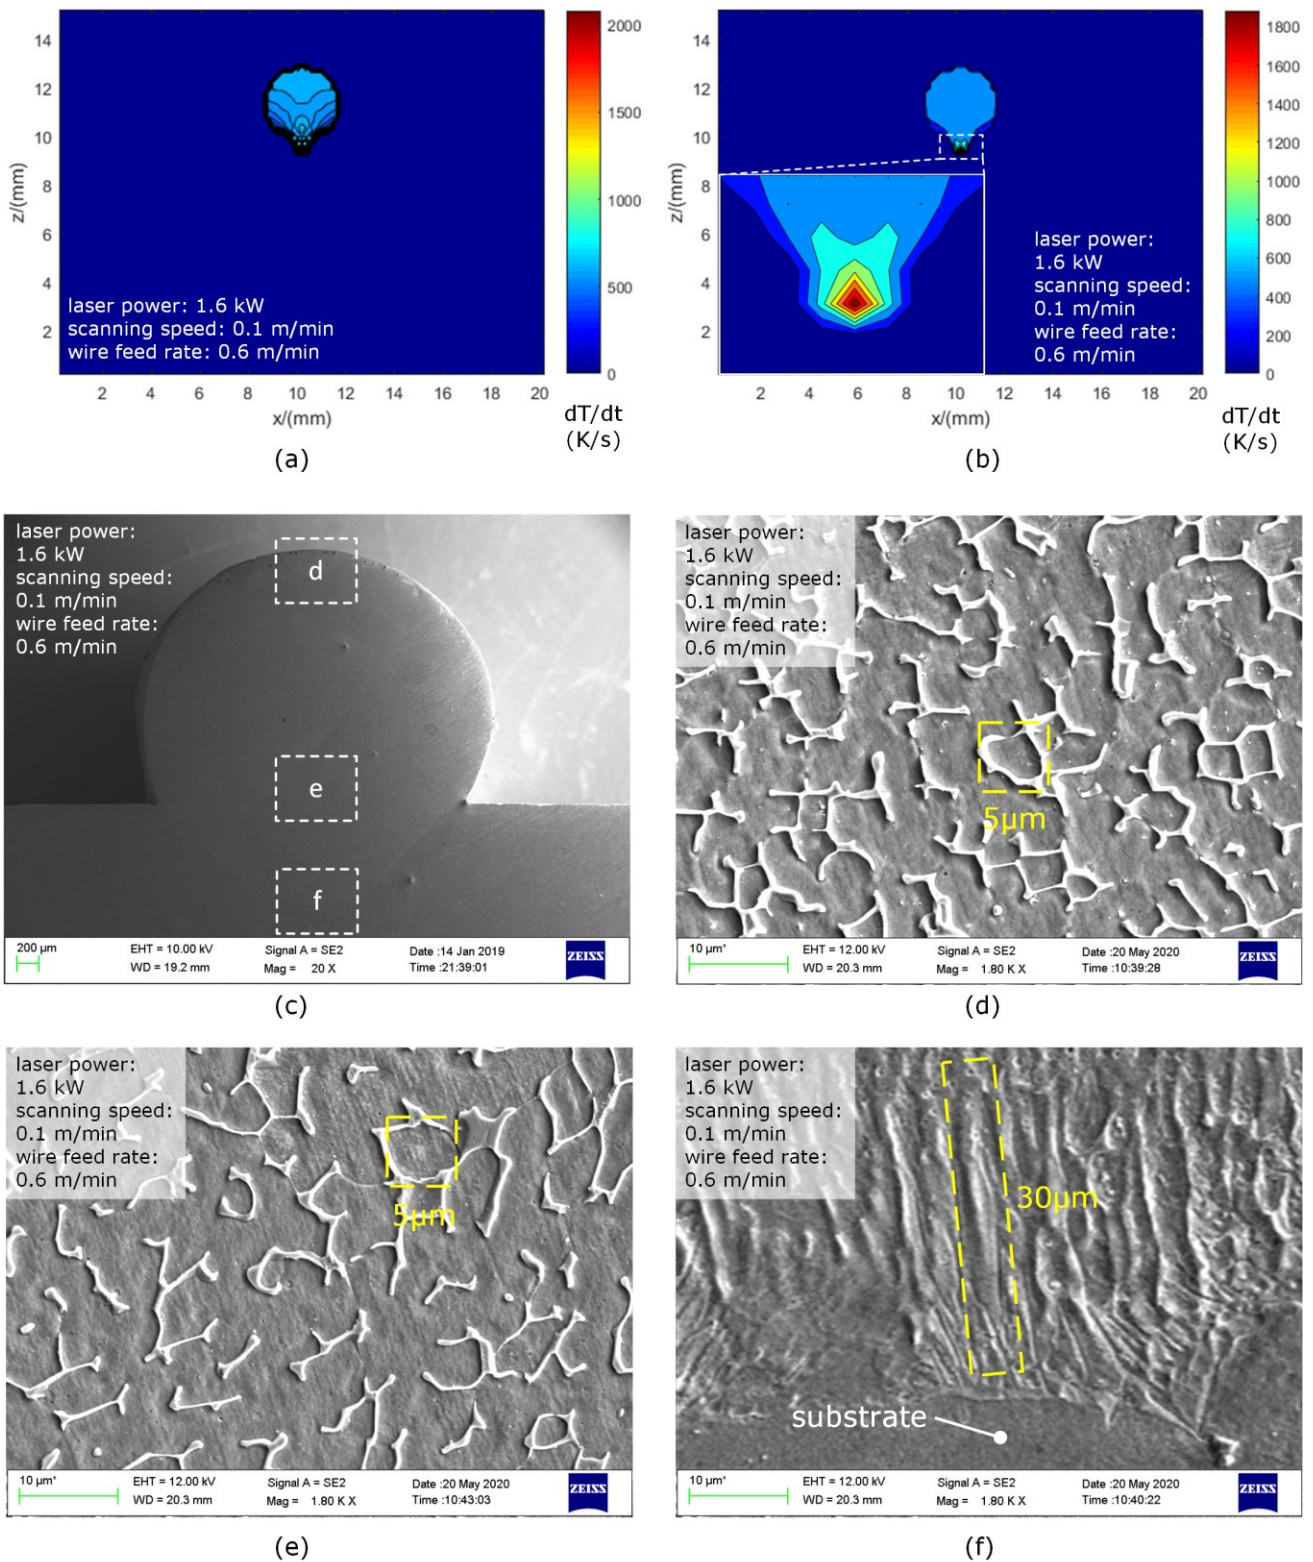 14
12
10
8
6
4
2
z/(mm)
2 4 6 8 10 12 14 16 18 20
x/(mm)
2000
1500
1000
500
0
dT/dt
(K/s)
laser power: 1.6 kW
scanning speed: 0.1 m/min
wire feed rate: 0.6 m/min
(a)
14
12
10
8
6
4
2
z/(mm)
2 4 6 8 10 12 14 16 18 20
x/(mm)
1800
1600
1400
1200
1000
800
600
400
200
0
dT/dt
(K/s)
laser power:
1.6 kW
scanning speed:
0.1 m/min
wire feed rate:
0.6 m/min
(b)
laser power:
1.6 kW
scanning speed:
0.1 m/min
wire feed rate:
0.6 m/min
d
e
f
200 µm
EHT = 10.00 kV Signal A = SE2 Date :14 Jan 2019
WD = 19.2 mm Mag = 20 X Time :21:39:01
ZEISS
(c)
laser power:
1.6 kW
scanning speed:
0.1 m/min
wire feed rate:
0.6 m/min
5µm
10 µm*
EHT = 12.00 kV Signal A = SE2 Date :20 May 2020
WD = 20.3 mm Mag = 1.80 K X Time :10:39:28
ZEISS
(d)
laser power:
1.6 kW
scanning speed:
0.1 m/min
wire feed rate:
0.6 m/min
5µm
10 µm*
EHT = 12.00 kV Signal A = SE2 Date :20 May 2020
WD = 20.3 mm Mag = 1.80 K X Time :10:43:03
ZEISS
(e)
laser power:
1.6 kW
scanning speed:
0.1 m/min
wire feed rate:
0.6 m/min
30µm
substrate
10 µm*
EHT = 12.00 kV Signal A = SE2 Date :20 May 2020
WD = 20.3 mm Mag = 1.80 K X Time :10:40:22
ZEISS
(f)